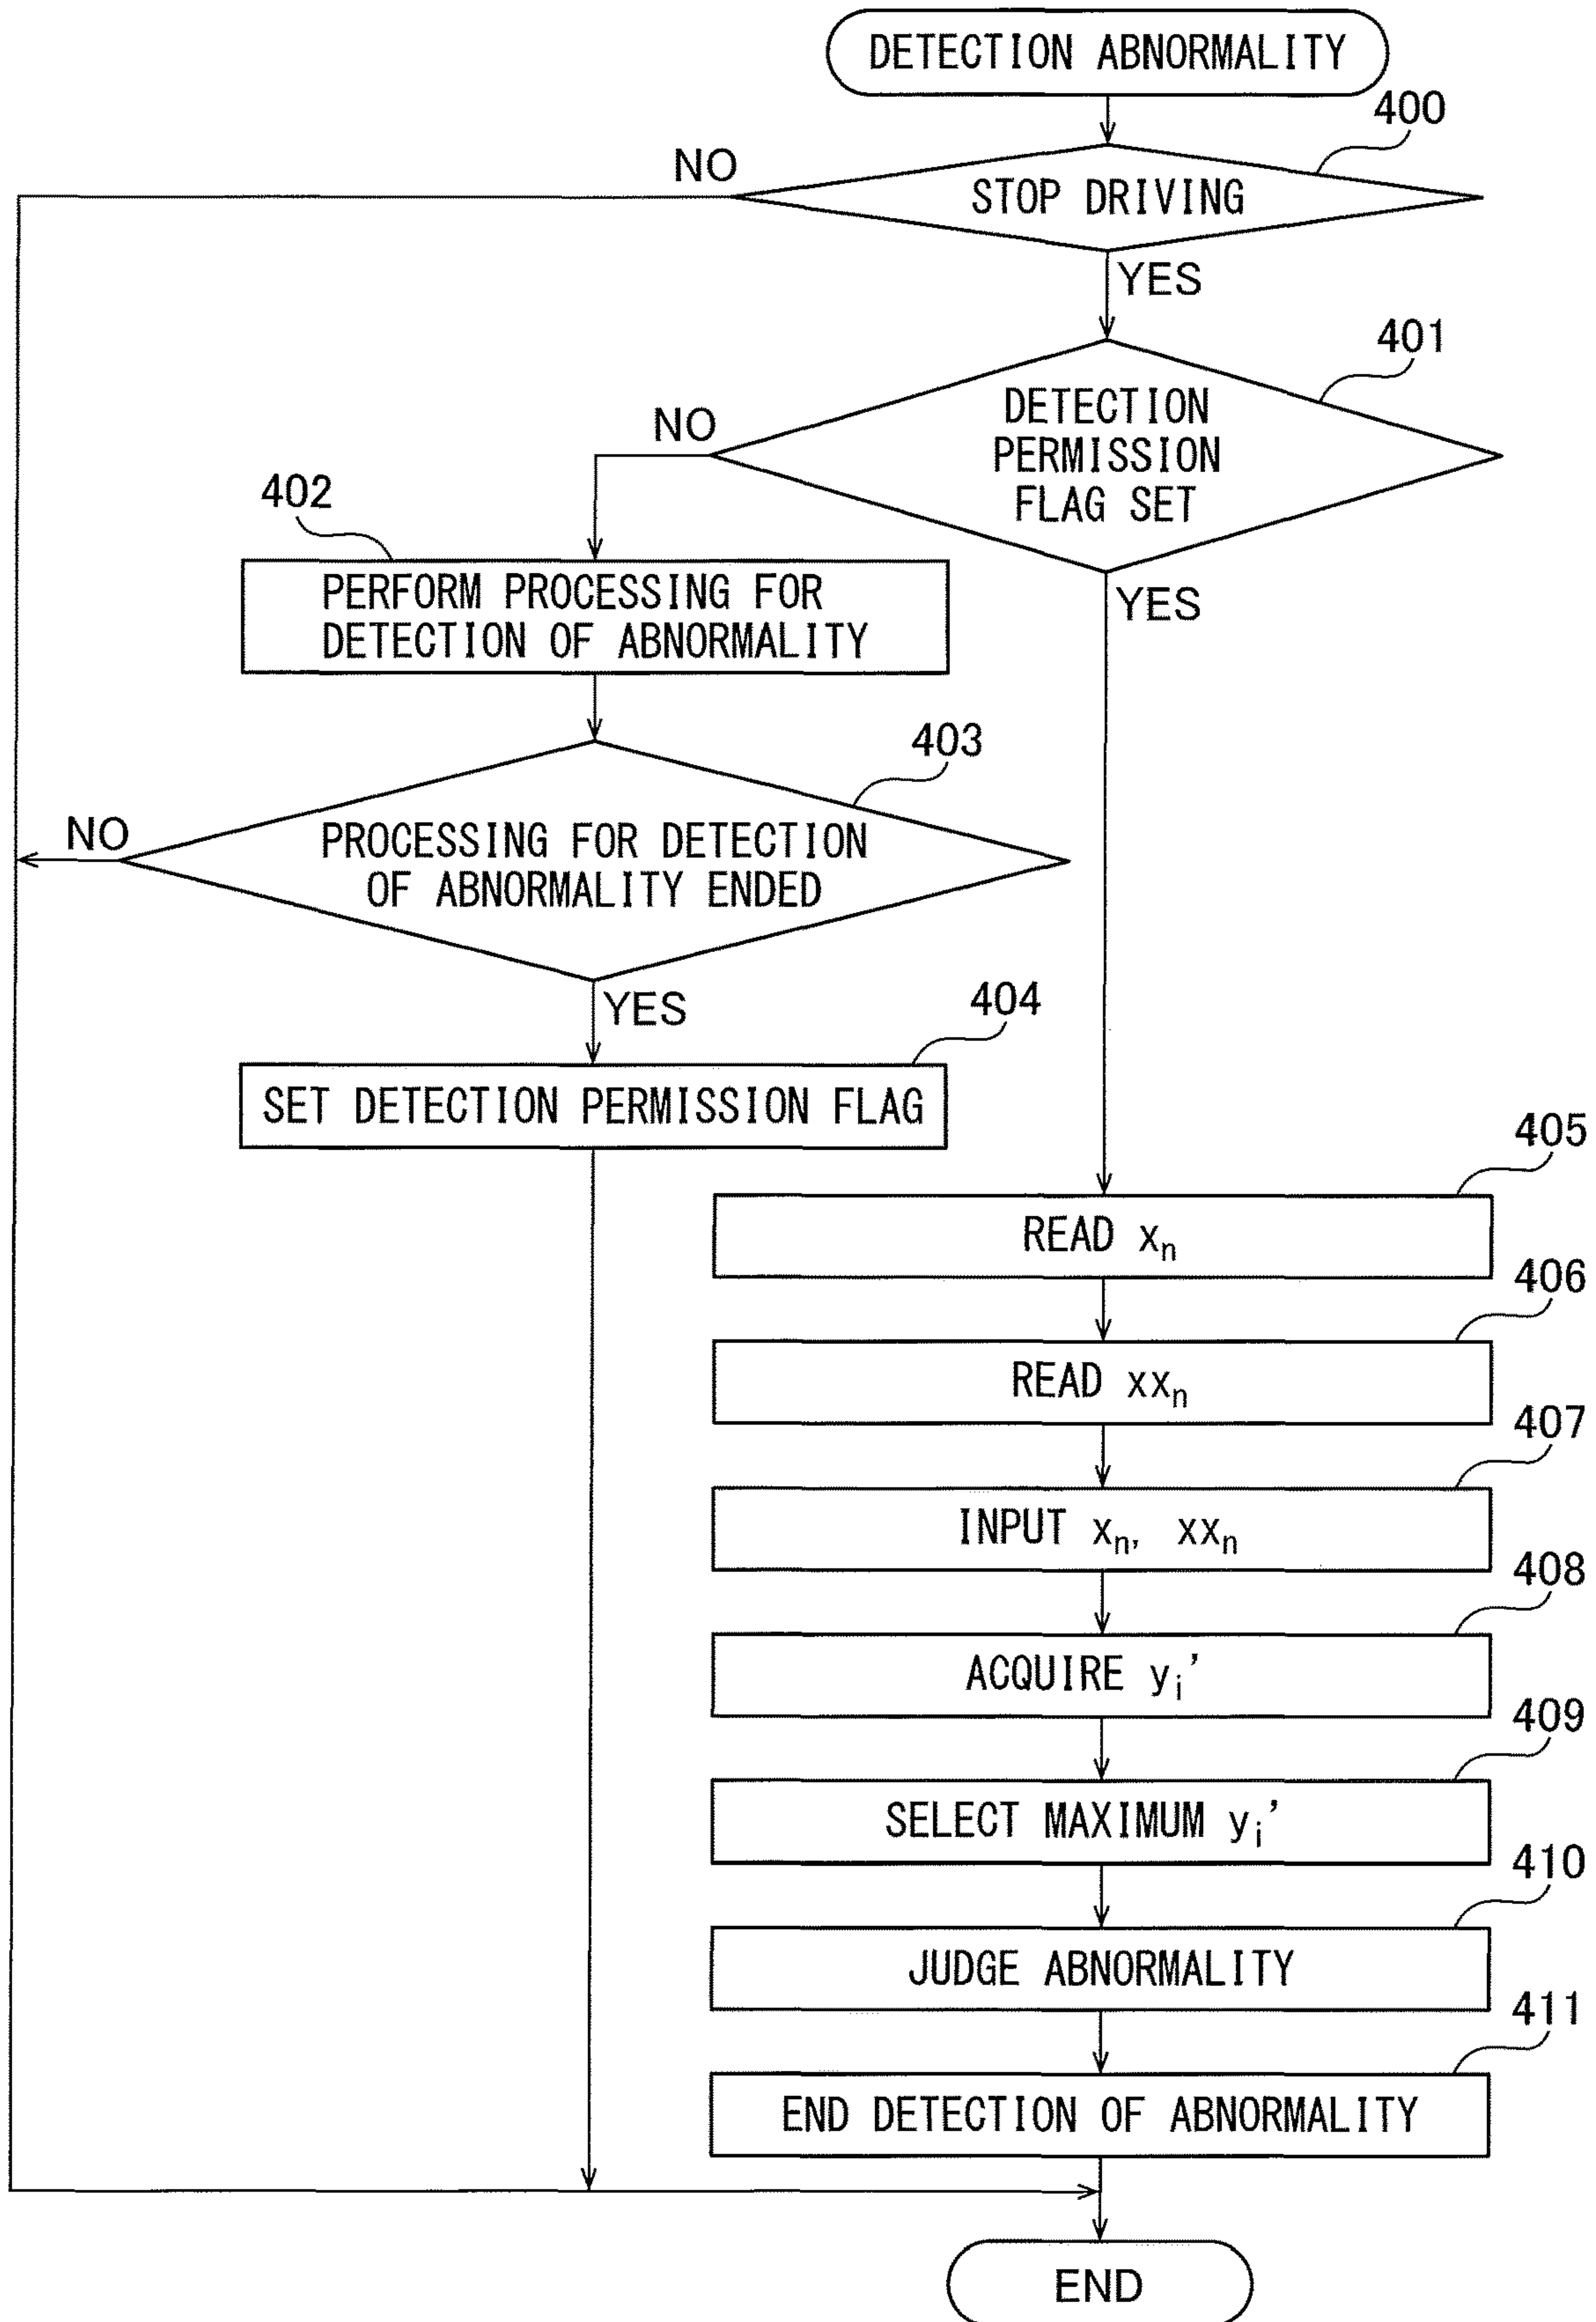 DETECTION ABNORMALITY
400
NO
STOP DRIVING
YES
401
DETECTION
PERMISSION
FLAG SET
NO
YES
402
PERFORM PROCESSING FOR
DETECTION OF ABNORMALITY
403
NO
PROCESSING FOR DETECTION
OF ABNORMALITY ENDED
YES
404
SET DETECTION PERMISSION FLAG
405
READ xₙ
406
READ xxₙ
407
INPUT xₙ, xxₙ
408
ACQUIRE yᵢ’
409
SELECT MAXIMUM yᵢ’
410
JUDGE ABNORMALITY
411
END DETECTION OF ABNORMALITY
END